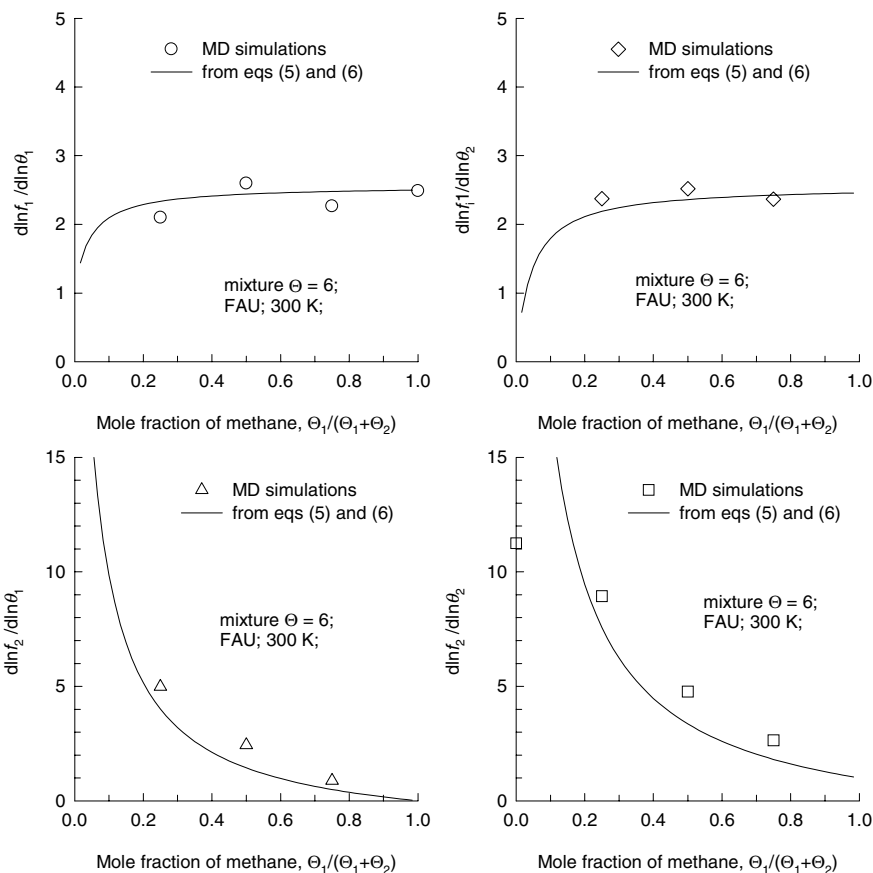 5
4
3
2
1
0
dlnf₁/dlnθ₁
MD simulations
from eqs (5) and (6)
mixture Θ = 6;
FAU; 300 K;
0.0 0.2 0.4 0.6 0.8 1.0
Mole fraction of methane, Θ₁/(Θ₁+Θ₂)
5
4
3
2
1
0
dlnf₁1/dlnθ₂
MD simulations
from eqs (5) and (6)
mixture Θ = 6;
FAU; 300 K;
0.0 0.2 0.4 0.6 0.8 1.0
Mole fraction of methane, Θ₁/(Θ₁+Θ₂)
15
10
5
0
dlnf₂/dlnθ₁
MD simulations
from eqs (5) and (6)
mixture Θ = 6;
FAU; 300 K;
0.0 0.2 0.4 0.6 0.8 1.0
Mole fraction of methane, Θ₁/(Θ₁+Θ₂)
15
10
5
0
dlnf₂/dlnθ₂
MD simulations
from eqs (5) and (6)
mixture Θ = 6;
FAU; 300 K;
0.0 0.2 0.4 0.6 0.8 1.0
Mole fraction of methane, Θ₁/(Θ₁+Θ₂)